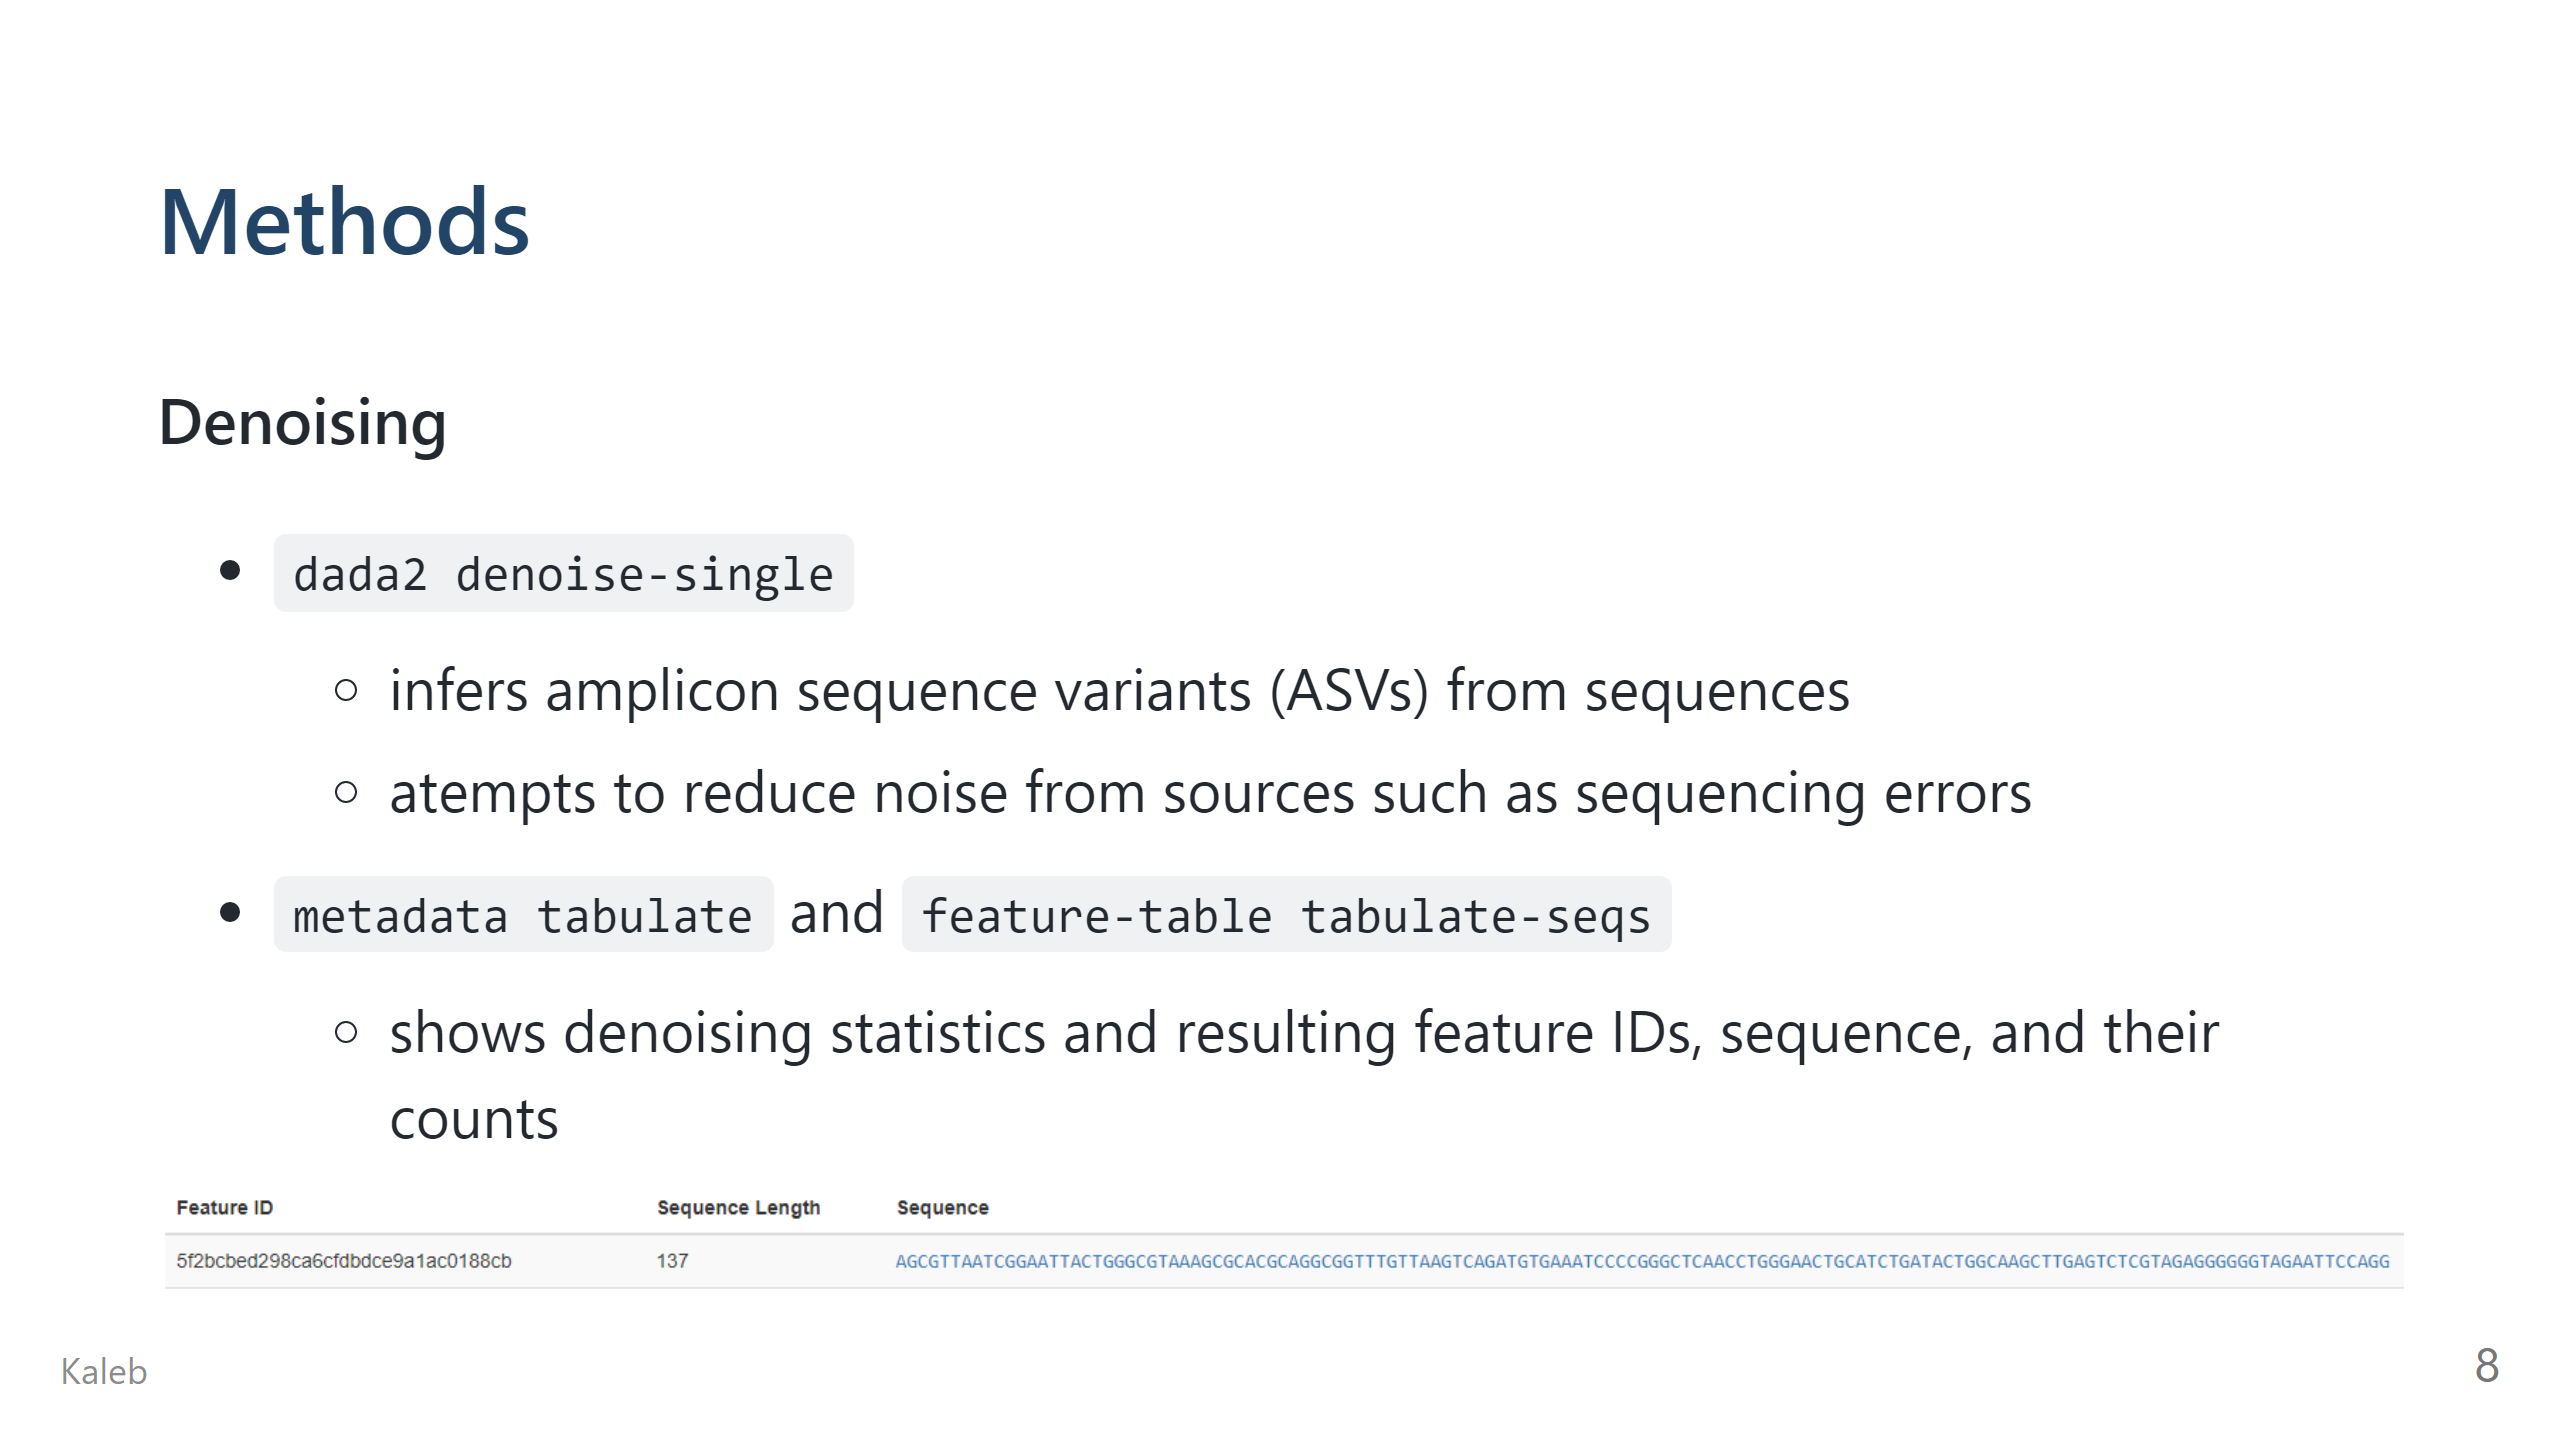 Methods
Denoising
dada2 denoise-single
infers amplicon sequence variants (ASVs) from sequences
atempts to reduce noise from sources such as sequencing errors
metadata tabulate and feature-table tabulate-seqs
shows denoising statistics and resulting feature IDs, sequence, and their
counts
Feature ID Sequence Length Sequence
5f2bcbed298ca6cfdbdce9a1ac0188cb 137 AGCGTTAATCGGAATTACTGGGCGTAAAGCGCACGCAGGCGGTTTGTTAAGTCAGATGTGAAATCCCCGGGCTCAACCTGGGAACTGCATCTGATACTGGCAAGCTTGAGTCTCGTAGAGGGGGGTAGAATTCCAGG
Kaleb
8